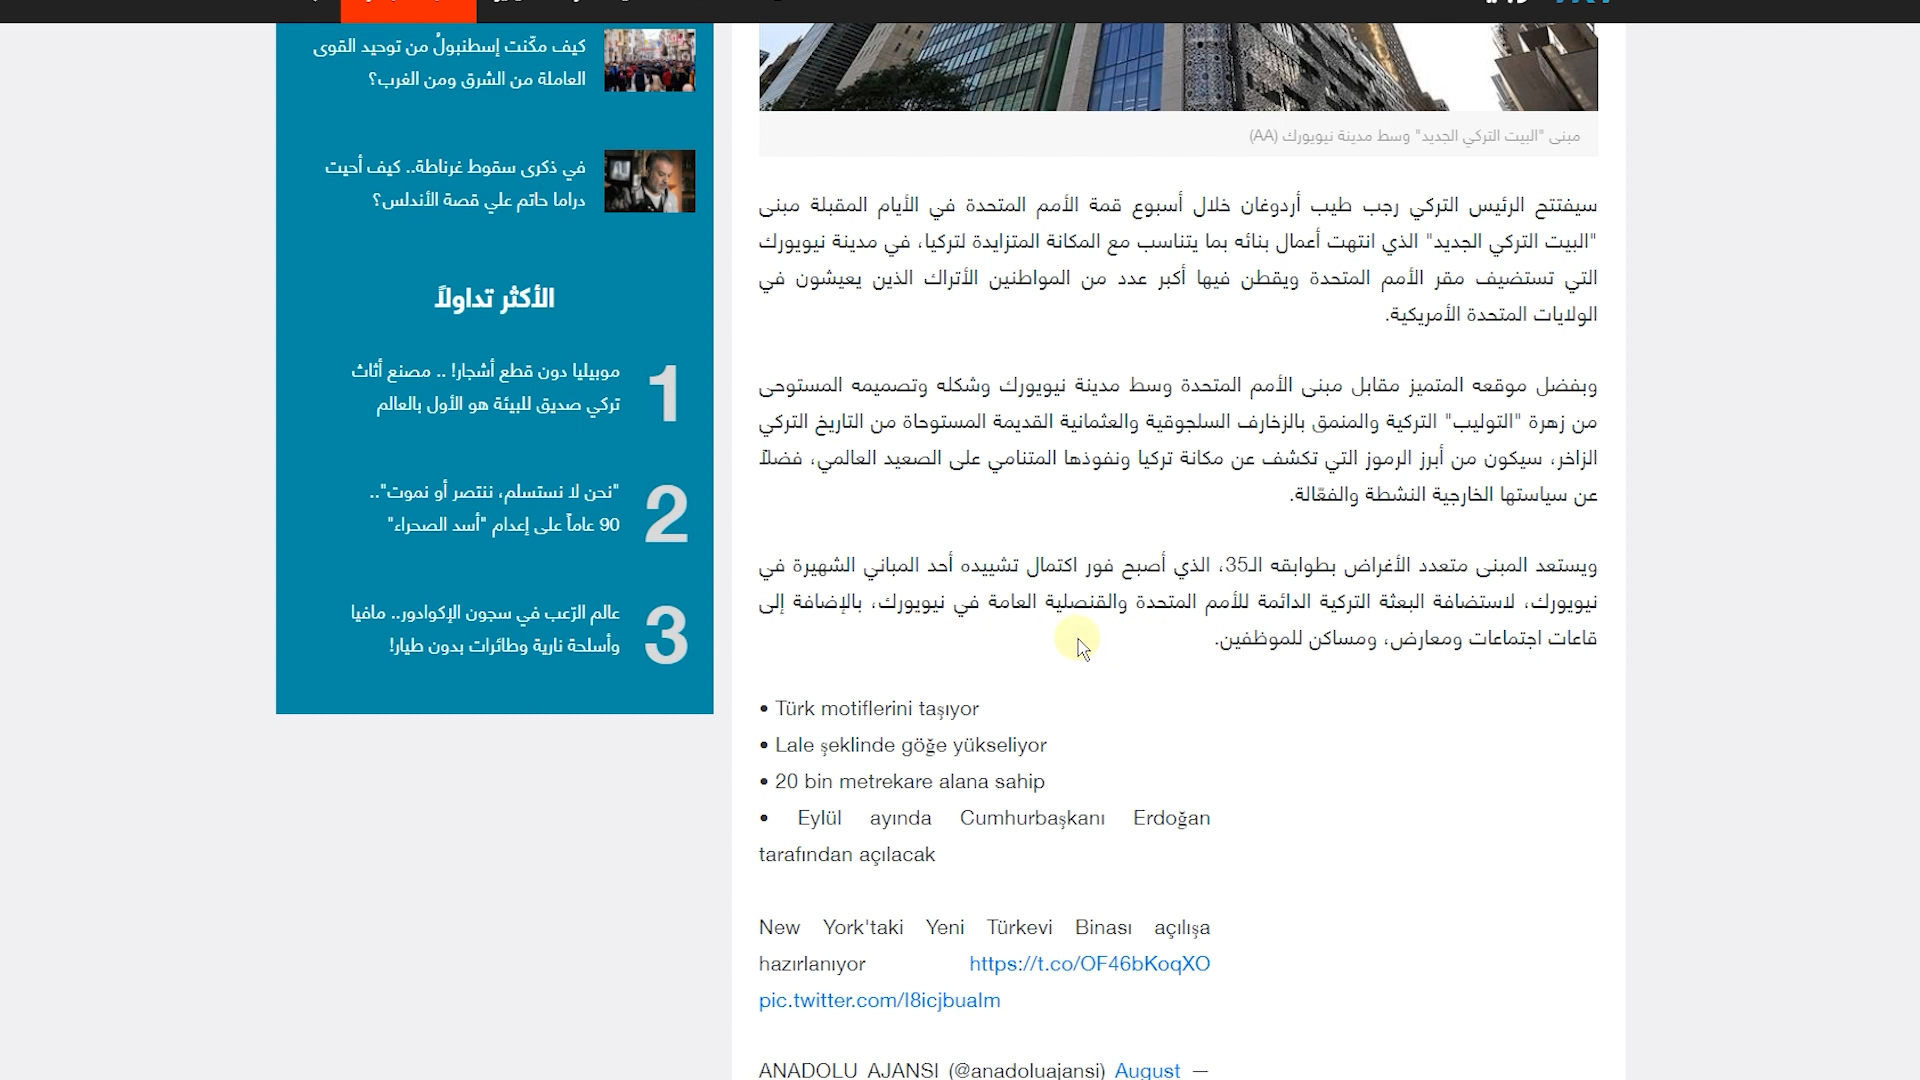 مبنى "البيت التركي الجديد" وسط مدينة نيويورك (AA)
سيفتتح الرئيس التركي رجب طيب أردوغان خلال أسبوع قمة الأمم المتحدة في الأيام المقبلة مبنى
"البيت التركي الجديد" الذي انتهت أعمال بنائه بما يتناسب مع المكانة المتزايدة لتركيا، في مدينة نيويورك
التي تستضيف مقر الأمم المتحدة ويقطن فيها أكبر عدد من المواطنين الأتراك الذين يعيشون في
الولايات المتحدة الأمريكية.
وبفضل موقعه المتميز مقابل مبنى الأمم المتحدة وسط مدينة نيويورك وشكله وتصميمه المستوحى
من زهرة "التوليب" التركية والمنمق بالزخارف السلجوقية والعثمانية القديمة المستوحاة من التاريخ التركي
الزاخر، سيكون من أبرز الرموز التي تكشف عن مكانة تركيا ونفوذها المتنامي على الصعيد العالمي، فضلاً
عن سياستها الخارجية النشطة والفعّالة.
ويستعد المبنى متعدد الأغراض بطوابقه الـ35، الذي أصبح فور اكتمال تشييده أحد المباني الشهيرة في
نيويورك، لاستضافة البعثة التركية الدائمة للأمم المتحدة والقنصلية العامة في نيويورك، بالإضافة إلى
قاعات اجتماعات ومعارض، ومساكن للموظفين.
• Türk motiflerini taşıyor
• Lale şeklinde göğe yükseliyor
• 20 bin metrekare alana sahip
• Eylül ayında Cumhurbaşkanı Erdoğan
tarafından açılacak
New York'taki Yeni Türkevi Binası açılışa
hazırlanıyor https://t.co/OF46bKoqXO
pic.twitter.com/l8icjbualm
ANADOLU AJANSI (@anadoluajansi) August —
كيف مكّنت إسطنبولُ من توحيد القوى
العاملة من الشرق ومن الغرب؟
في ذكرى سقوط غرناطة.. كيف أحيت
دراما حاتم علي قصة الأندلس؟
الأكثر تداولاً
1
موبيليا دون قطع أشجار! .. مصنع أثاث
تركي صديق للبيئة هو الأول بالعالم
2
"نحن لا نستسلم، ننتصر أو نموت"..
90 عاماً على إعدام "أسد الصحراء"
3
عالم الرّعب في سجون الإكوادور.. مافيا
وأسلحة نارية وطائرات بدون طيار!